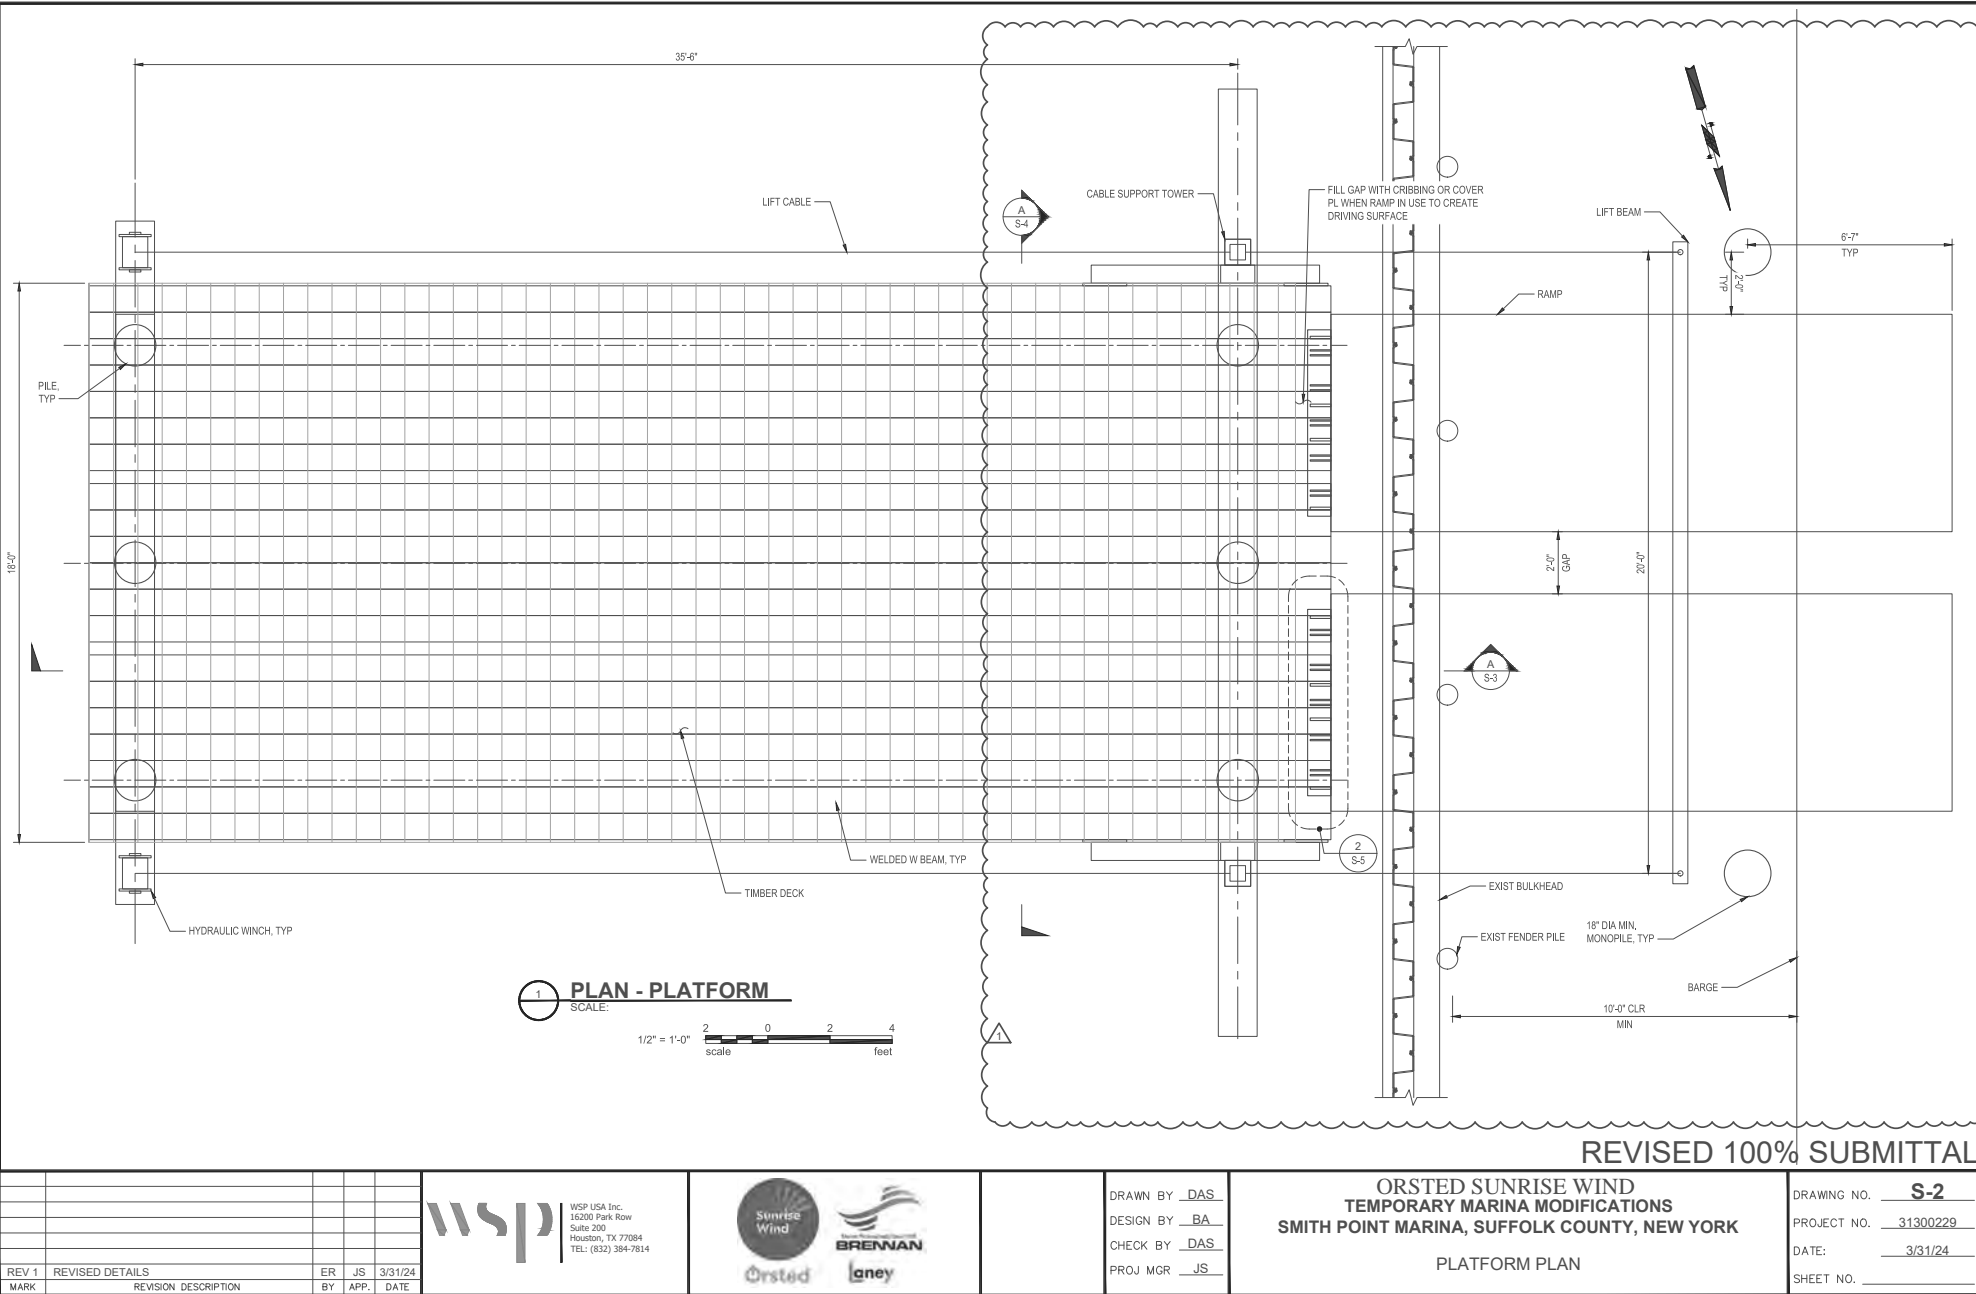 35'-6"
LIFT CABLE
A
S-4
CABLE SUPPORT TOWER
FILL GAP WITH CRIBBING OR COVER
PL WHEN RAMP IN USE TO CREATE
DRIVING SURFACE
LIFT BEAM
6'-7"
TYP
2'-0"
TYP
RAMP
PILE,
TYP
18'-0"
2'-0"
GAP
20'-0"
A
S-3
2
S-5
WELDED W BEAM, TYP
TIMBER DECK
HYDRAULIC WINCH, TYP
EXIST BULKHEAD
EXIST FENDER PILE
18" DIA MIN,
MONOPILE, TYP
BARGE
10'-0" CLR
MIN
1
PLAN - PLATFORM
SCALE:
1/2" = 1'-0"
2 0 2 4
scale feet
1
REVISED 100% SUBMITTAL
REV 1 REVISED DETAILS ER JS 3/31/24
MARK REVISION DESCRIPTION BY APP. DATE
wsp
WSP USA Inc.
16200 Park Row
Suite 200
Houston, TX 77084
TEL: (832) 384-7814
Sunrise
Wind
Ørsted
BRENNAN
Laney
DRAWN BY DAS
DESIGN BY BA
CHECK BY DAS
PROJ MGR JS
ORSTED SUNRISE WIND
TEMPORARY MARINA MODIFICATIONS
SMITH POINT MARINA, SUFFOLK COUNTY, NEW YORK
PLATFORM PLAN
DRAWING NO. S-2
PROJECT NO. 31300229
DATE: 3/31/24
SHEET NO.